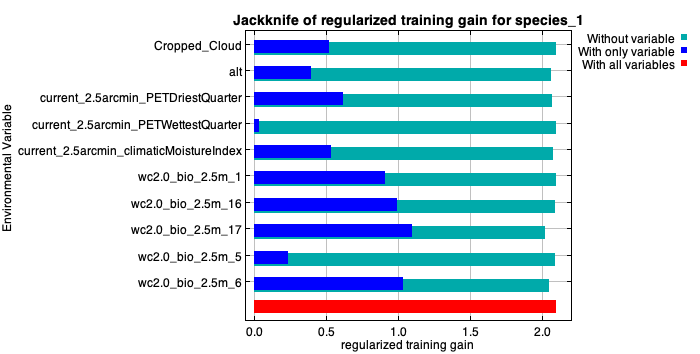 Jackknife of regularized training gain for species_1
Without variable
With only variable
With all variables
Environmental Variable
Cropped_Cloud
alt
current_2.5arcmin_PETDriestQuarter
current_2.5arcmin_PETWettestQuarter
current_2.5arcmin_climaticMoistureIndex
wc2.0_bio_2.5m_1
wc2.0_bio_2.5m_16
wc2.0_bio_2.5m_17
wc2.0_bio_2.5m_5
wc2.0_bio_2.5m_6
0.0 0.5 1.0 1.5 2.0
regularized training gain